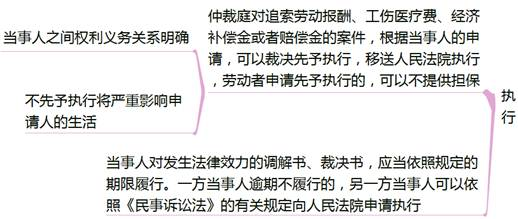 当事人之间权利义务关系明确
不先予执行将严重影响申
请人的生活
仲裁庭对追索劳动报酬、工伤医疗费、经济
补偿金或者赔偿金的案件，根据当事人的申
请，可以裁决先予执行，移送人民法院执行
，劳动者申请先予执行的，可以不提供担保
当事人对发生法律效力的调解书、裁决书，应当依照规定的
期限履行。一方当事人逾期不履行的，另一方当事人可以依
照《民事诉讼法》的有关规定向人民法院申请执行
执
行